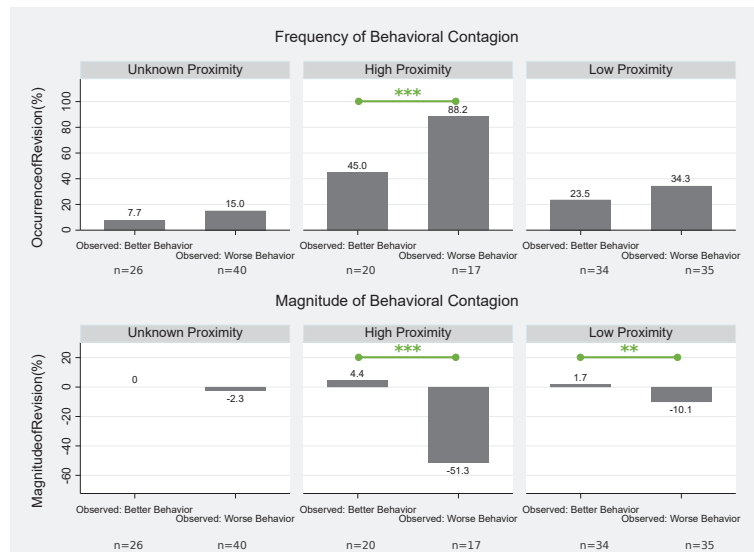 Frequency of Behavioral Contagion
Unknown Proximity
High Proximity
Low Proximity
OccurrenceofRevision(%)
100
80
60
40
20
0
7.7
15.0
***
45.0
88.2
23.5
34.3
Observed: Better Behavior
Observed: Worse Behavior
Observed: Better Behavior
Observed: Worse Behavior
Observed: Better Behavior
Observed: Worse Behavior
n=26
n=40
n=20
n=17
n=34
n=35
Magnitude of Behavioral Contagion
Unknown Proximity
High Proximity
Low Proximity
MagnitudeofRevision(%)
20
0
-20
-40
-60
0
-2.3
***
4.4
-51.3
**
1.7
-10.1
Observed: Better Behavior
Observed: Worse Behavior
Observed: Better Behavior
Observed: Worse Behavior
Observed: Better Behavior
Observed: Worse Behavior
n=26
n=40
n=20
n=17
n=34
n=35